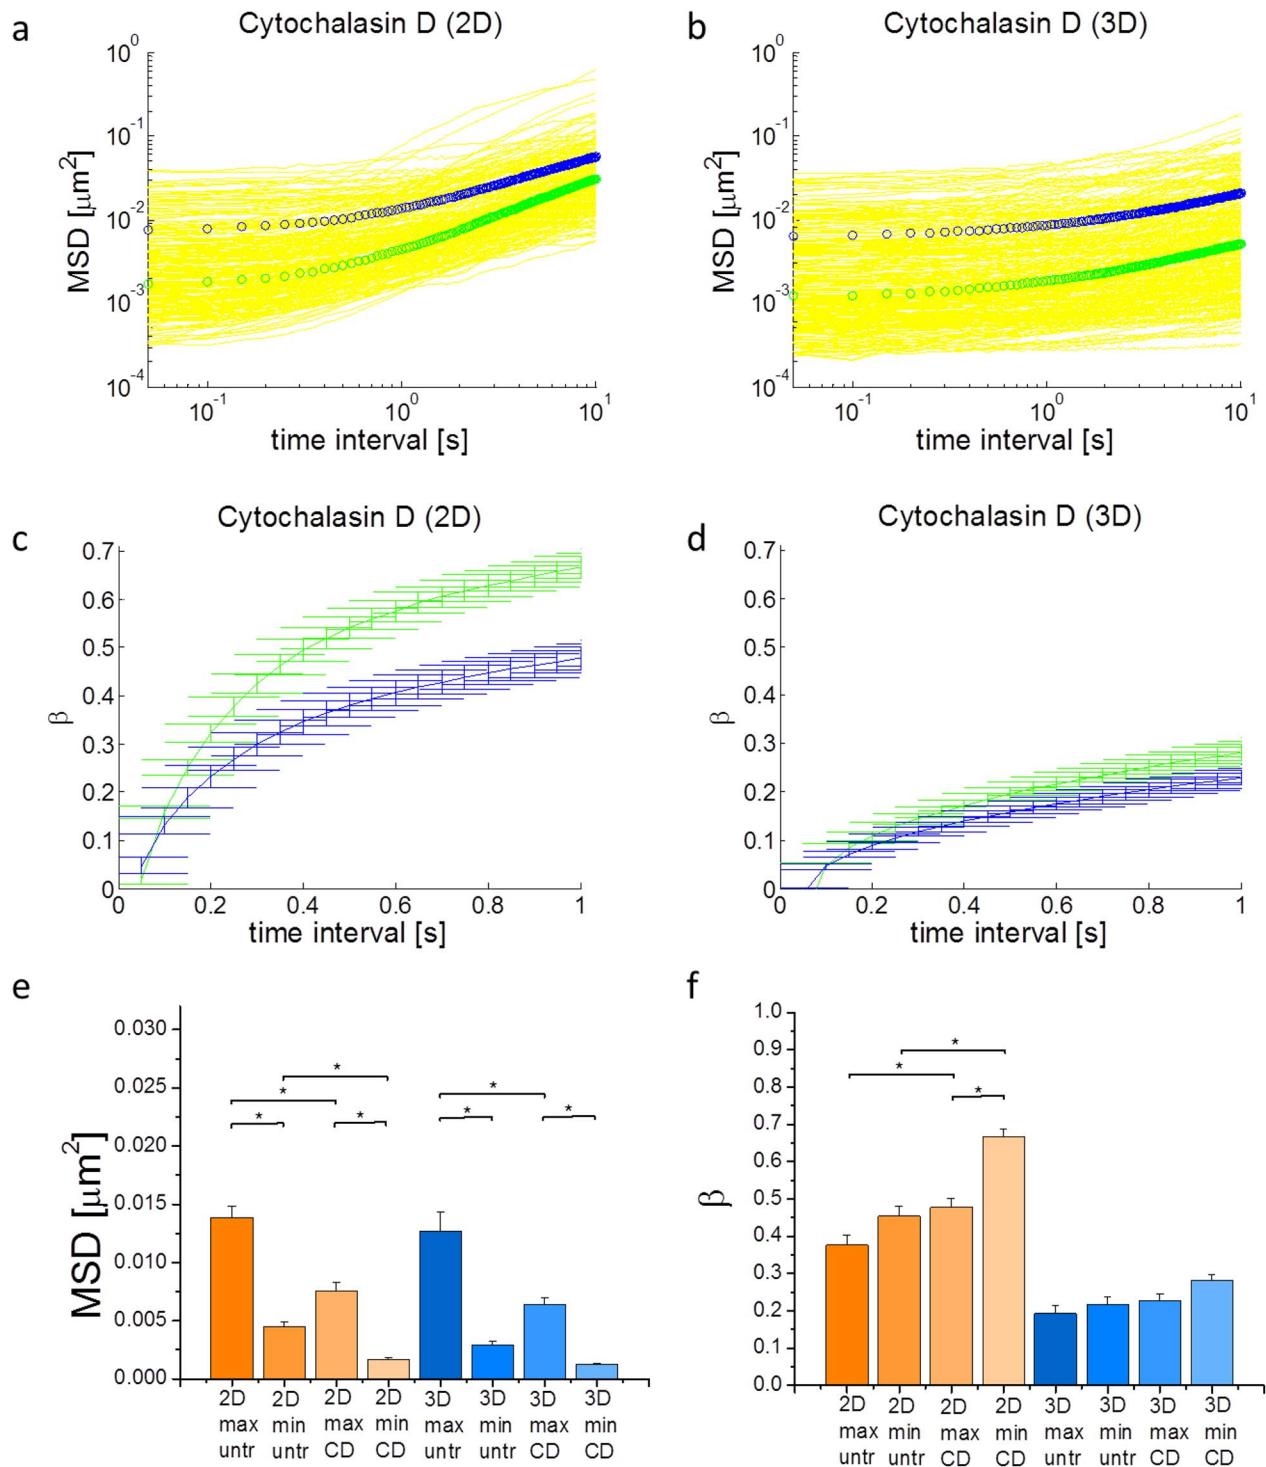 a
Cytochalasin D (2D)
10^0
10^-1
10^-2
10^-3
10^-4
MSD [μm^2]
10^-1
10^0
10^1
time interval [s]
b
Cytochalasin D (3D)
10^0
10^-1
10^-2
10^-3
10^-4
MSD [μm^2]
10^-1
10^0
10^1
time interval [s]
c
Cytochalasin D (2D)
0.7
0.6
0.5
0.4
0.3
0.2
0.1
0
β
0 0.2 0.4 0.6 0.8 1
time interval [s]
d
Cytochalasin D (3D)
0.7
0.6
0.5
0.4
0.3
0.2
0.1
0
β
0 0.2 0.4 0.6 0.8 1
time interval [s]
e
0.030
0.025
0.020
0.015
0.010
0.005
0.000
MSD [μm^2]
*
*
*
*
*
*
*
2D 2D 2D 2D 3D 3D 3D 3D
max min max min max min max min
untr untr CD CD untr untr CD CD
f
1.0
0.9
0.8
0.7
0.6
0.5
0.4
0.3
0.2
0.1
0.0
β
*
*
*
2D 2D 2D 2D 3D 3D 3D 3D
max min max min max min max min
untr untr CD CD untr untr CD CD